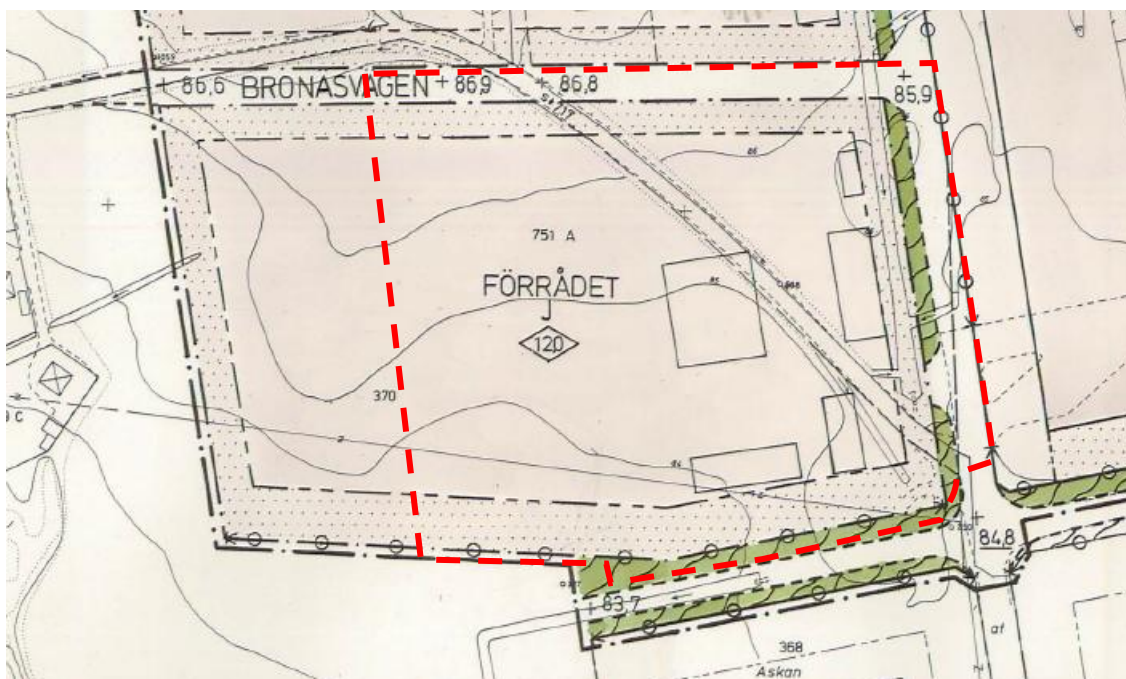 86,6 BRONASVÄGEN 86,9 86,8
85,9
751 A
FÖRRÅDET
J
120
370
84,8
83,7
368
Askan